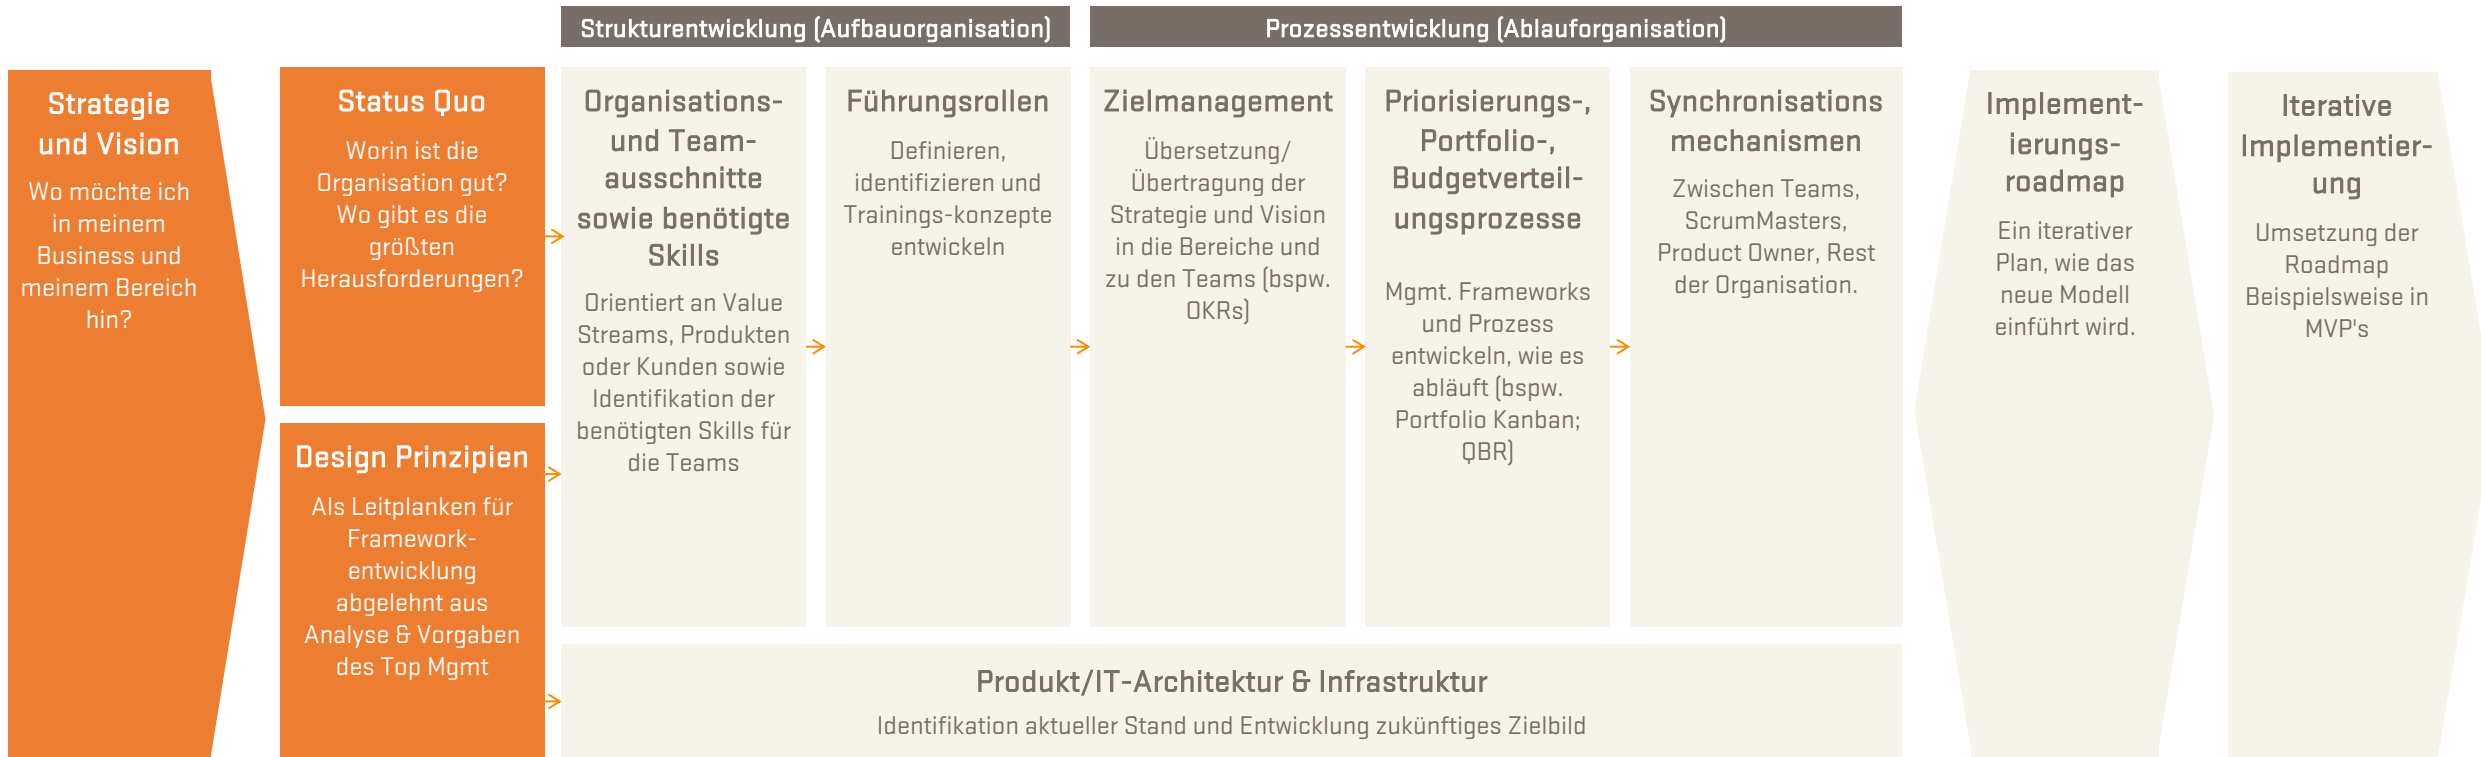 Strukturentwicklung (Aufbauorganisation)
Prozessentwicklung (Ablauforganisation)
Strategie
und Vision
Wo möchte ich
in meinem
Business und
meinem Bereich
hin?
Status Quo
Worin ist die
Organisation gut?
Wo gibt es die
größten
Herausforderungen?
Design Prinzipien
Als Leitplanken für
Framework-
entwicklung
abgelehnt aus
Analyse & Vorgaben
des Top Mgmt
Organisations-
und Team-
ausschnitte
sowie benötigte
Skills
Orientiert an Value
Streams, Produkten
oder Kunden sowie
Identifikation der
benötigten Skills für
die Teams
Führungsrollen
Definieren,
identifizieren und
Trainings-konzepte
entwickeln
Zielmanagement
Übersetzung/
Übertragung der
Strategie und Vision
in die Bereiche und
zu den Teams (bspw.
OKRs)
Priorisierungs-,
Portfolio-,
Budgetverteil-
ungsprozesse
Mgmt. Frameworks
und Prozess
entwickeln, wie es
abläuft (bspw.
Portfolio Kanban;
QBR)
Synchronisations
mechanismen
Zwischen Teams,
ScrumMasters,
Product Owner, Rest
der Organisation.
Produkt/IT-Architektur & Infrastruktur
Identifikation aktueller Stand und Entwicklung zukünftiges Zielbild
Implement-
ierungs-
roadmap
Ein iterativer
Plan, wie das
neue Modell
einführt wird.
Iterative
Implementier-
ung
Umsetzung der
Roadmap
Beispielsweise in
MVP's